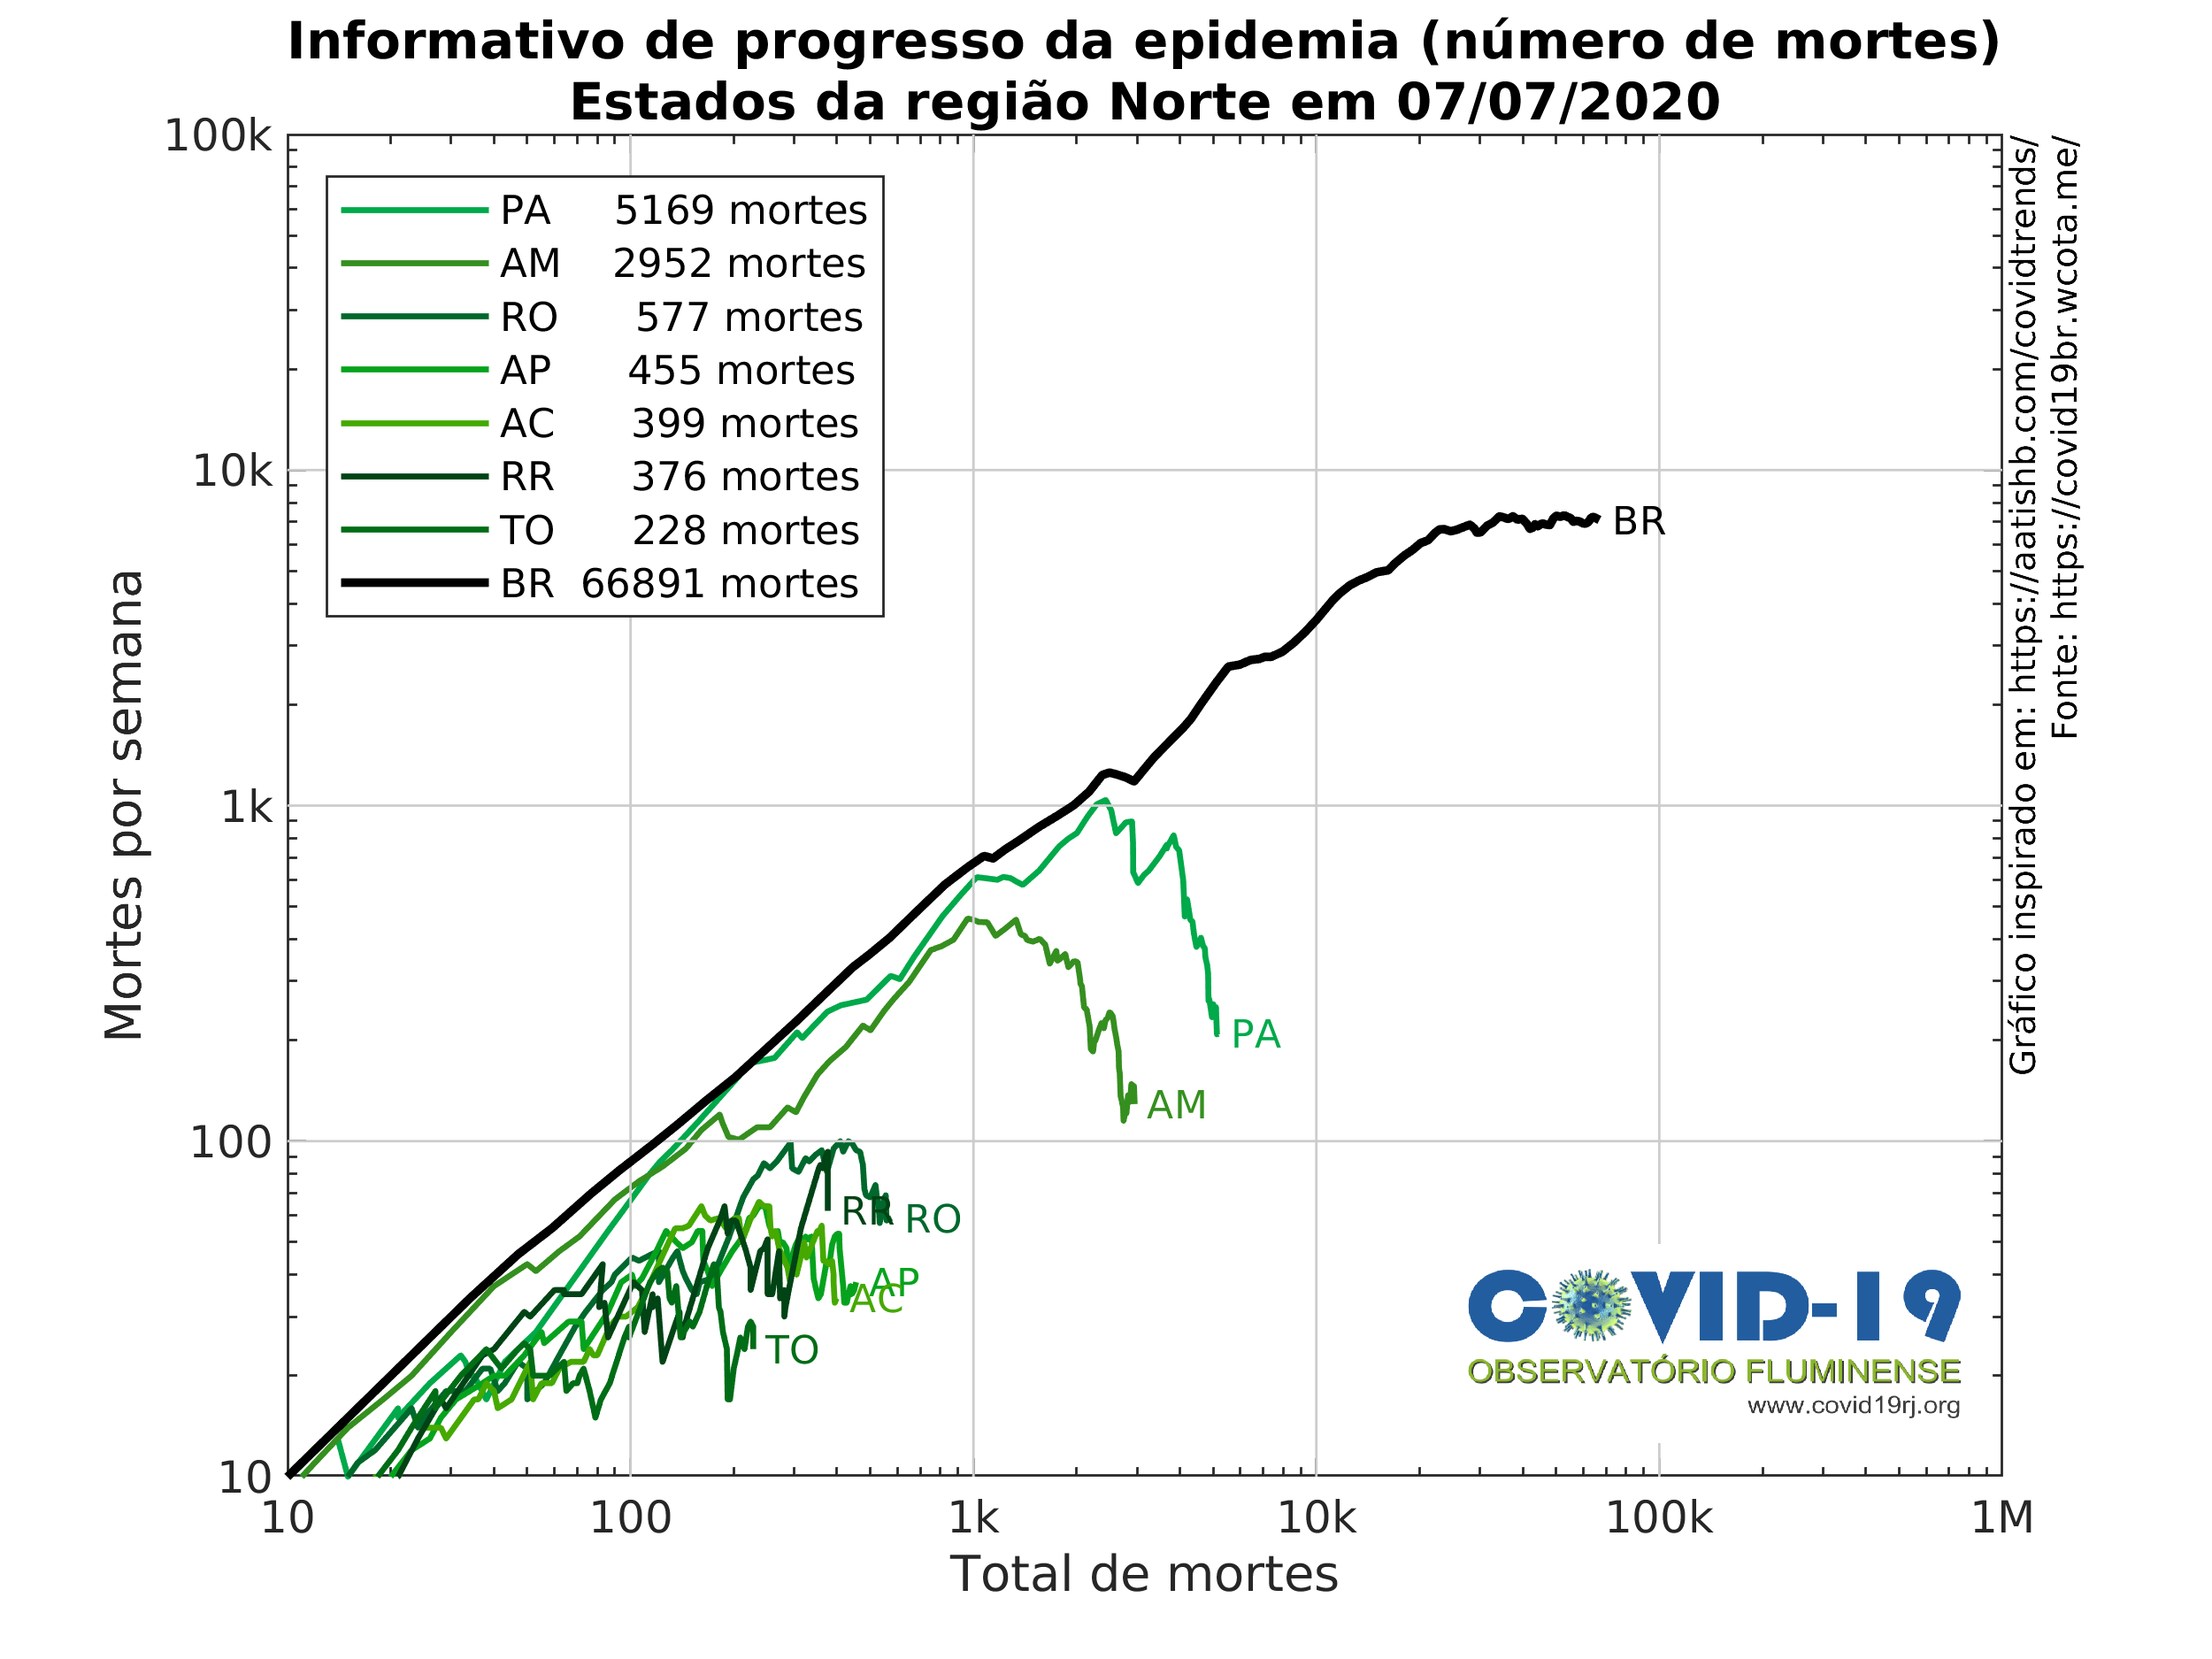 Informativo de progresso da epidemia (número de mortes)
Estados da região Norte em 07/07/2020
100k
10k
1k
100
10
Mortes por semana
PA 5169 mortes
AM 2952 mortes
RO 577 mortes
AP 455 mortes
AC 399 mortes
RR 376 mortes
TO 228 mortes
BR 66891 mortes
BR
PA
AM
RR
RO
AP
AC
TO
COVID-19
OBSERVATÓRIO FLUMINENSE
www.covid19rj.org
10 100 1k 10k 100k 1M
Total de mortes
Gráfico inspirado em: https://aatishb.com/covidtrends/
Fonte: https://covid19br.wcota.me/